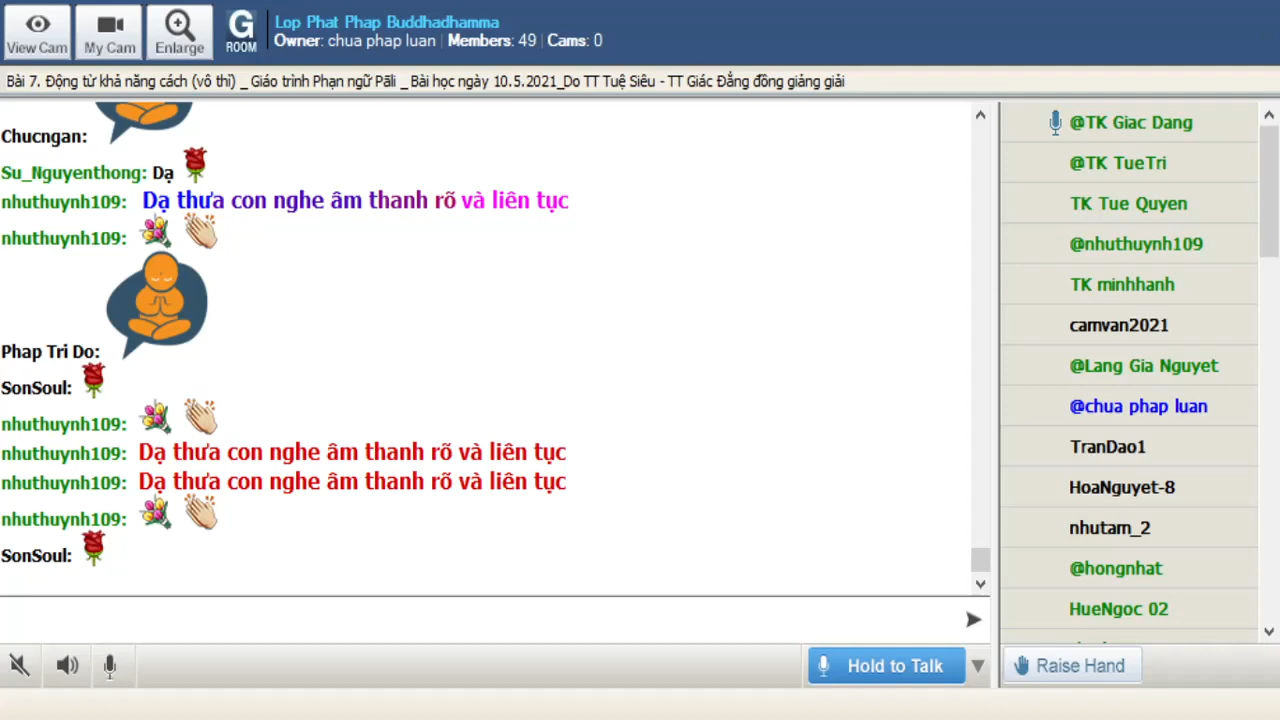 View Cam
My Cam
Enlarge
G
ROOM
Lop Phat Phap Buddhadhamma
Owner: chua phap luan | Members: 49 | Cams: 0
Bài 7. Động từ khả năng cách (vô thì) _ Giáo trình Phạn ngữ Pāli _ Bài học ngày 10.5.2021_Do TT Tuệ Siêu - TT Giác Đẳng đồng giảng giải
Chucngan:
Su_Nguyenthong: Dạ
nhuthuynh109: Dạ thưa con nghe âm thanh rõ và liên tục
nhuthuynh109:
Phap Tri Do:
SonSoul:
nhuthuynh109:
nhuthuynh109: Dạ thưa con nghe âm thanh rõ và liên tục
nhuthuynh109: Dạ thưa con nghe âm thanh rõ và liên tục
nhuthuynh109:
SonSoul:
@TK Giac Dang
@TK TueTri
TK Tue Quyen
@nhuthuynh109
TK minhhanh
camvan2021
@Lang Gia Nguyet
@chua phap luan
TranDao1
HoaNguyet-8
nhutam_2
@hongnhat
HueNgoc 02
Hold to Talk
Raise Hand